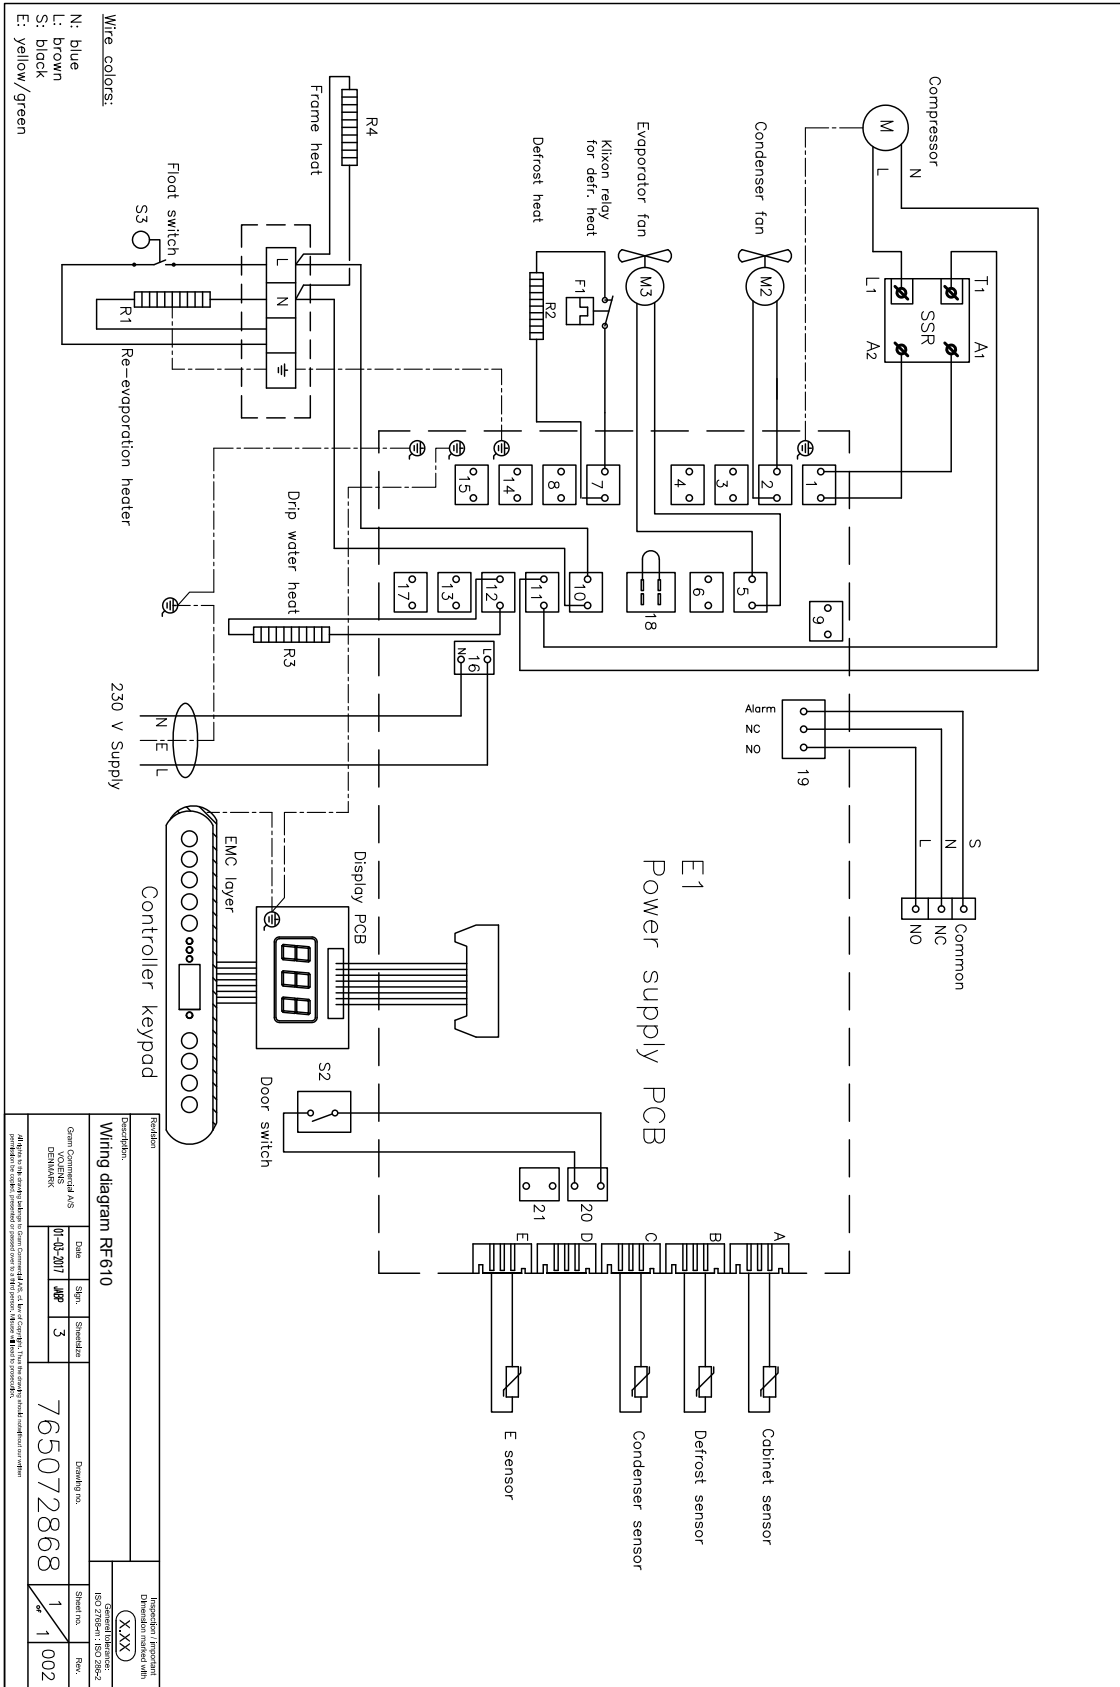 Wire colors:
N: blue
L: brown
S: black
E: yellow/green
Compressor
M
N
L
T1
L1
SSR
A1
A2
Condenser fan
M2
Evaporator fan
M3
Klixon relay
for defr. heat
F1
Defrost heat
R2
R4
Frame heat
Float switch
S3
L
N
R1
Re-evaporation heater
1
2
3
4
7
8
14
15
9
5
6
18
10
11
12
13
17
L
16
N
Drip water heat
R3
230 V Supply
N
E
L
Alarm
NC
NO
19
S
N
L
Common
NC
NO
E1
Power supply PCB
Display PCB
EMC layer
Controller keypad
S2
Door switch
20
21
A
B
C
D
E
Cabinet sensor
Defrost sensor
Condenser sensor
E sensor
Revision
Description.
Wiring diagram RF610
Inspection / important
Dimension marked with
X.XX
General tolerance:
ISO 2768-m : ISO 286-2
Gram Commercial A/S
VOJENS
DENMARK
Date
01-03-2017
Sign.
Sheetsize
3
Drawing no.
765072868
Sheet no.
1
OF
1
Rev.
002